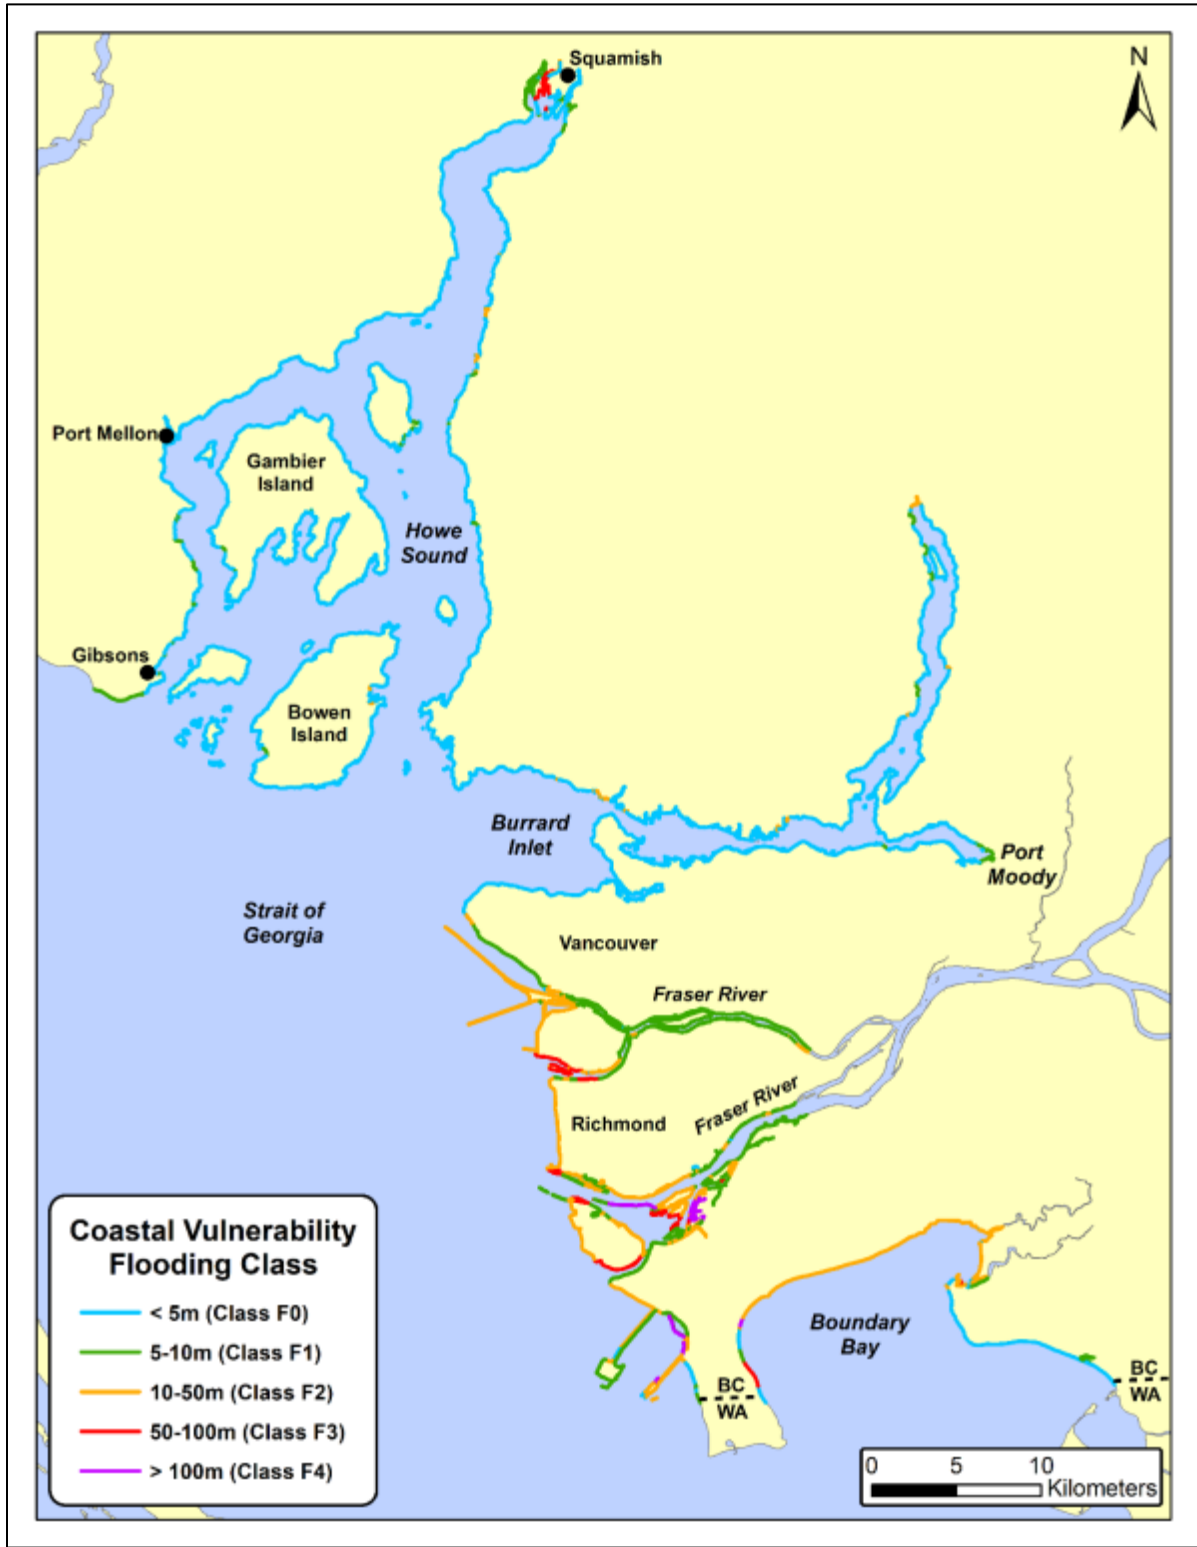 Squamish
N
Port Mellon
Gambier
Island
Howe
Sound
Gibsons
Bowen
Island
Burrard
Inlet
Port
Moody
Strait of
Georgia
Vancouver
Fraser River
Fraser River
Richmond
Coastal Vulnerability
Flooding Class
< 5m (Class F0)
5-10m (Class F1)
10-50m (Class F2)
50-100m (Class F3)
> 100m (Class F4)
Boundary
Bay
BC
WA
BC
WA
0 5 10
Kilometers